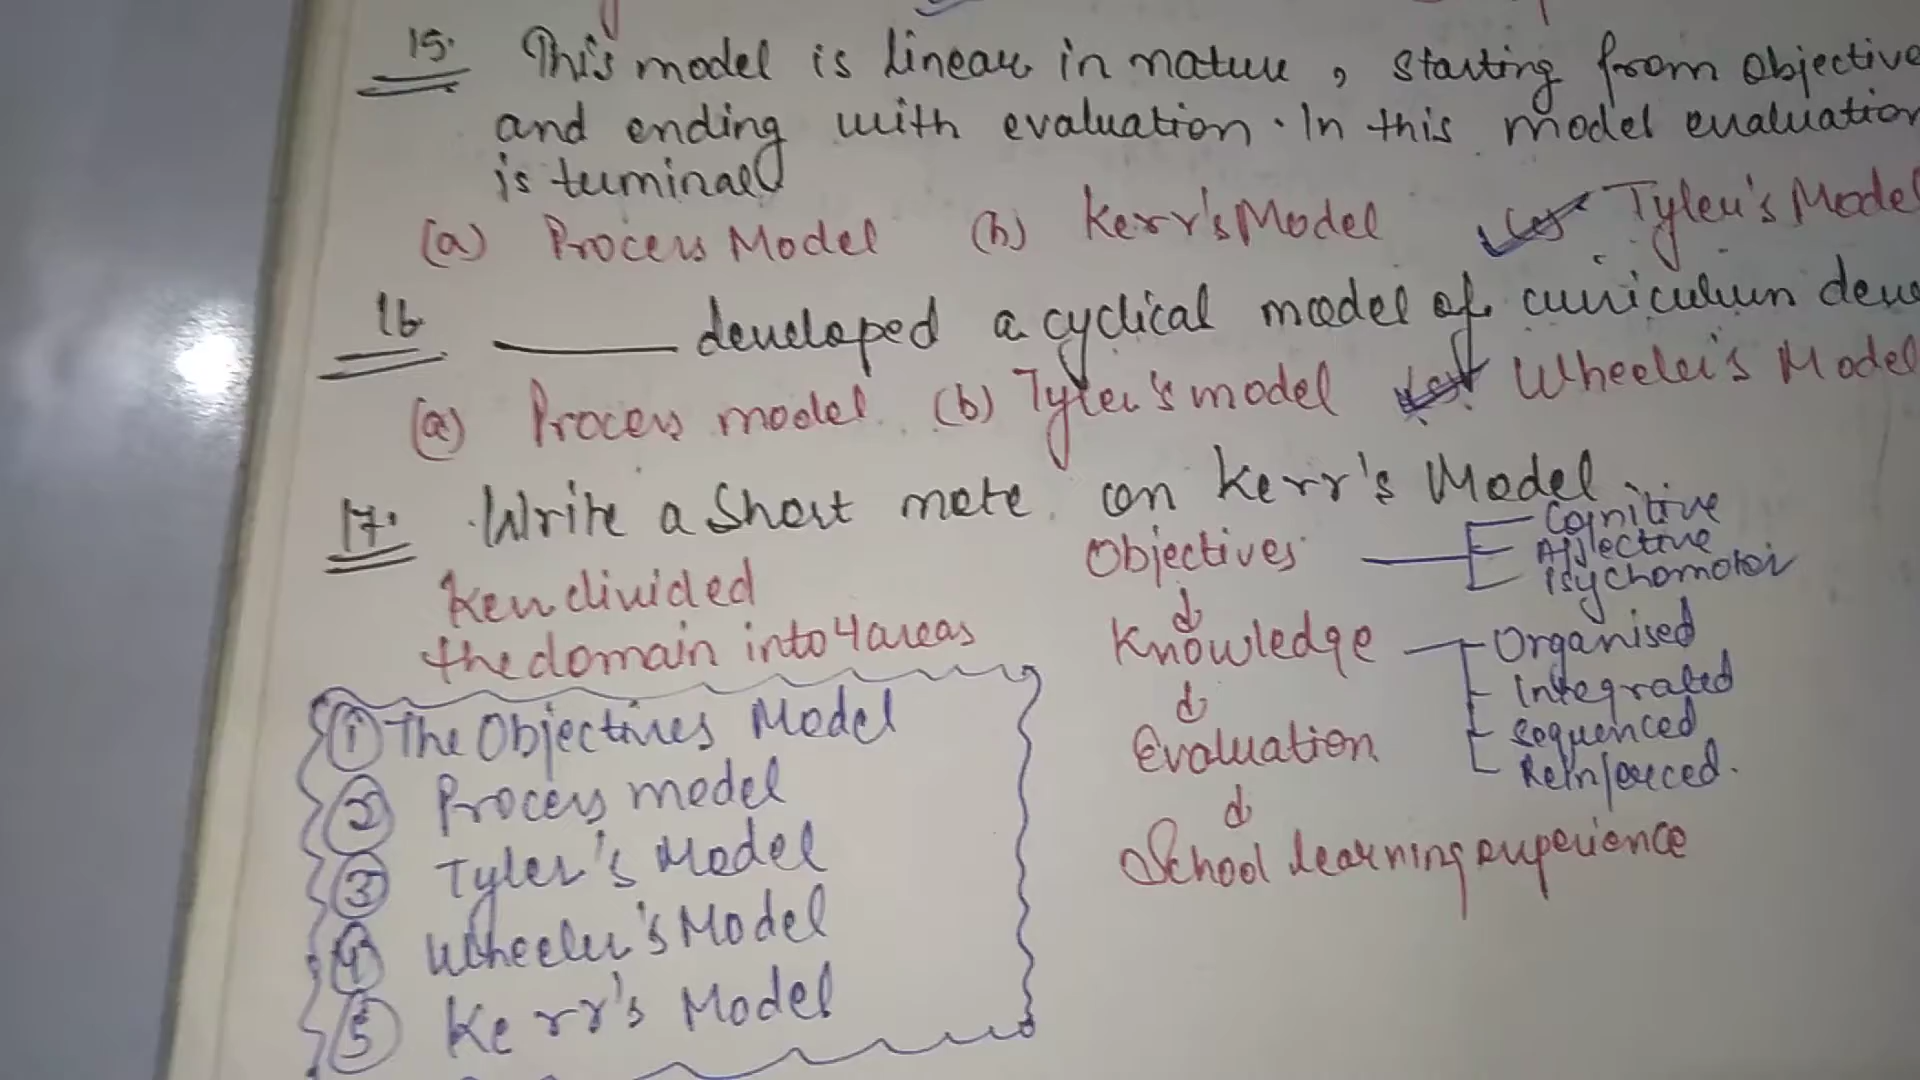 15. This model is linear in nature, starting from objective
and ending with evaluation. In this model evaluation
is terminal
(a) Process Model (b) Kerr's Model (c) Tyler's Model
16 ______ developed a cyclical model of curriculum deve
(a) Process model (b) Tyler's model (c) Wheeler's Model
17. Write a Short note on Kerr's Model.
Kerr divided
the domain into 4 areas
Objectives
Cognitive
Affective
Psychomotor
Knowledge
Organised
Integrated
Sequenced
Reinforced.
Evaluation
School learning experience
① The Objectives Model
② Process model
③ Tyler's Model
④ Wheeler's Model
⑤ Kerr's Model